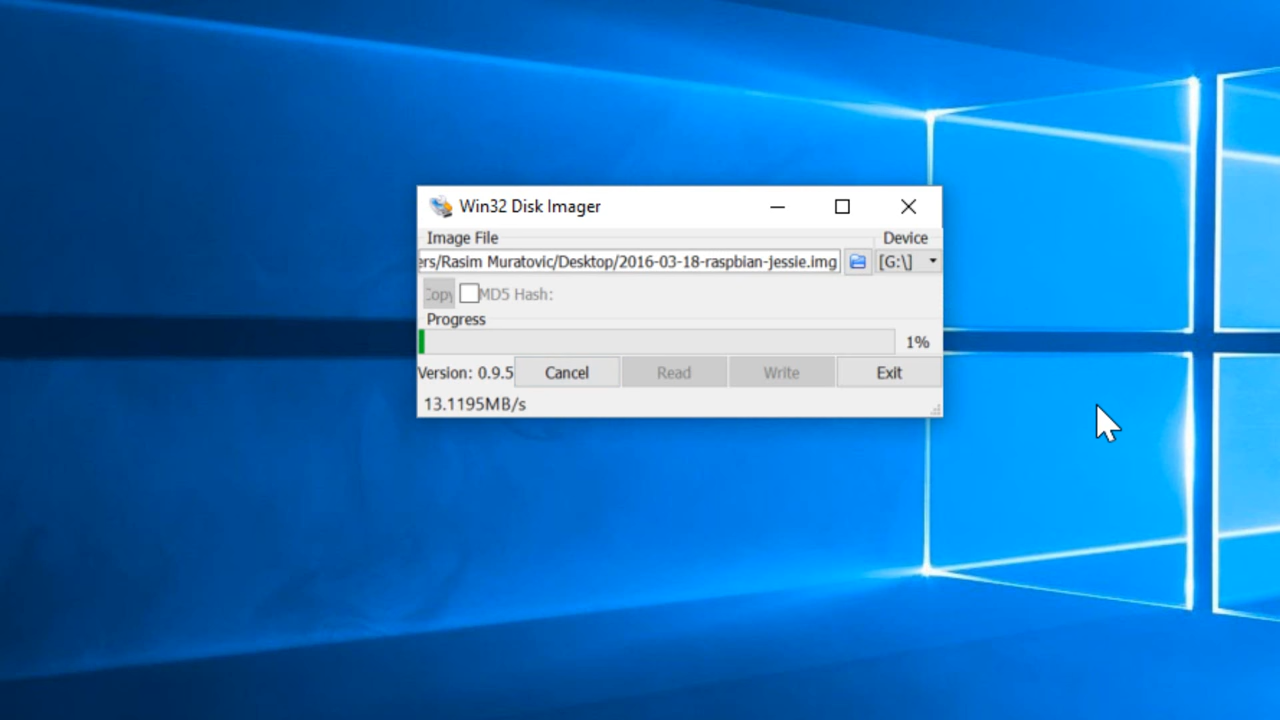 Win32 Disk Imager
Image File
Device
ers/Rasim Muratovic/Desktop/2016-03-18-raspbian-jessie.img
[G:\]
Copy
MD5 Hash:
Progress
1%
Version: 0.9.5
Cancel
Read
Write
Exit
13.1195MB/s